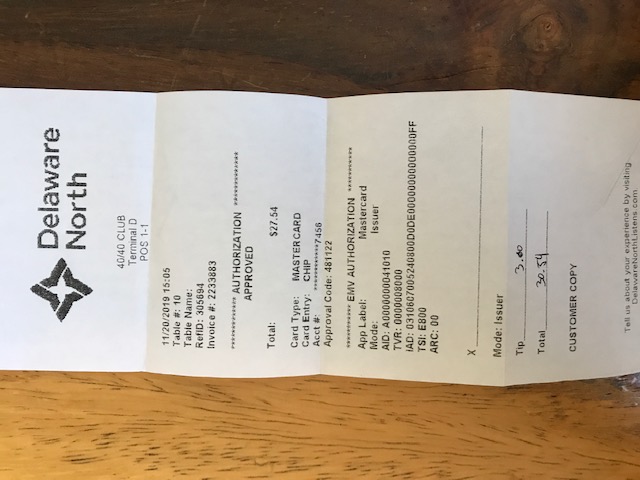 Delaware
North
40/40 CLUB
Terminal D
POS 1-1
11/20/2019 15:05
Table #: 10
Table Name:
RefID: 305694
Invoice #: 2233883
************ AUTHORIZATION ************
APPROVED
Total: $27.54
Card Type: MASTERCARD
Card Entry: CHIP
Acct #: ************7456
Approval Code: 481122
********** EMV AUTHORIZATION **********
App Label: Mastercard
Mode: Issuer
AID: A0000000041010
TVR: 0000008000
IAD:
TSI: E800
ARC: 00
X
Mode: Issuer
Tip 3.00
Total 30.54
CUSTOMER COPY
Tell us about your experience by visiting
DelawareNorthListens.com